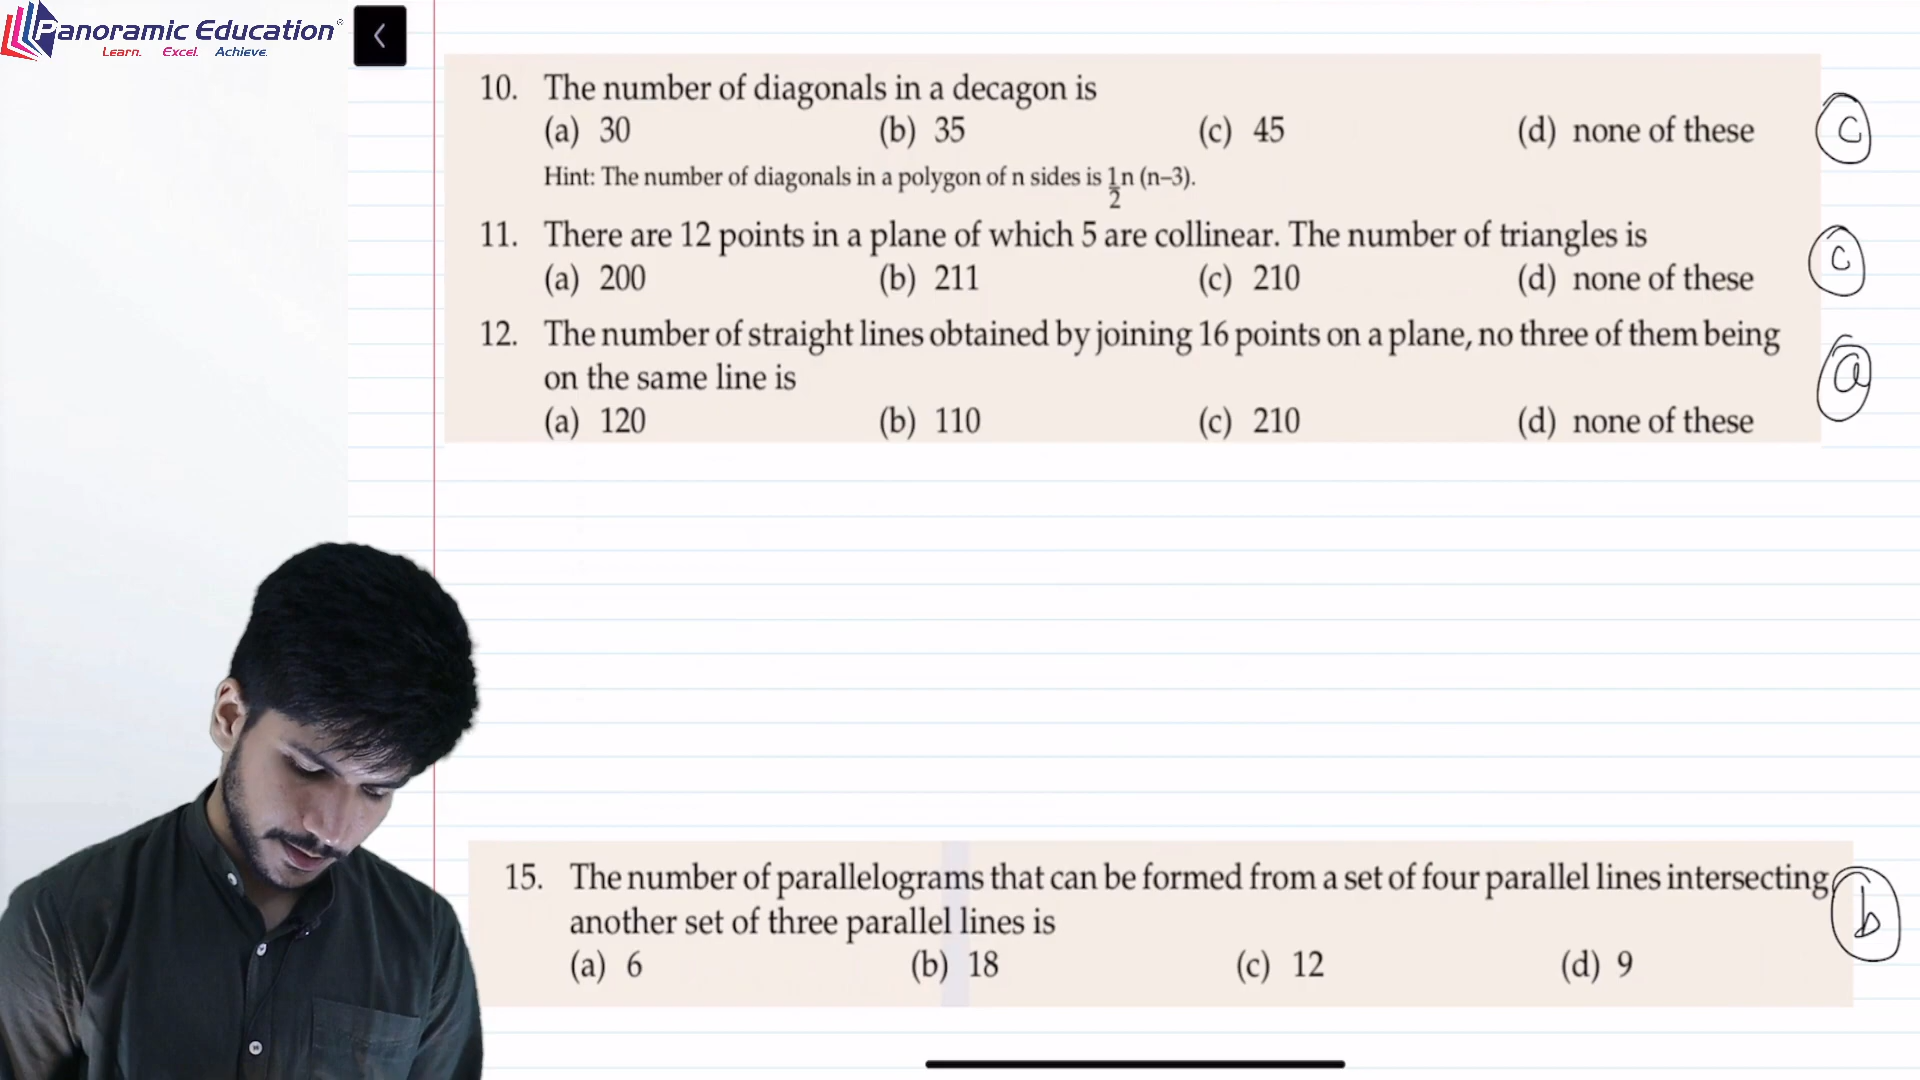 Panoramic Education®
Learn. Excel. Achieve.
10. The number of diagonals in a decagon is
(a) 30 (b) 35 (c) 45 (d) none of these
C
Hint: The number of diagonals in a polygon of n sides is 1/2 n (n–3).
11. There are 12 points in a plane of which 5 are collinear. The number of triangles is
(a) 200 (b) 211 (c) 210 (d) none of these
C
12. The number of straight lines obtained by joining 16 points on a plane, no three of them being
on the same line is
a
(a) 120 (b) 110 (c) 210 (d) none of these
15. The number of parallelograms that can be formed from a set of four parallel lines intersecting
another set of three parallel lines is
b
(a) 6 (b) 18 (c) 12 (d) 9